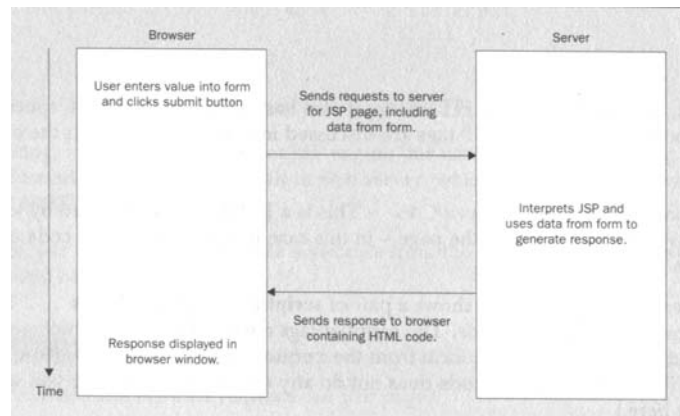 Browser
Server
User enters value into form
and clicks submit button
Sends requests to server
for JSP page, including
data from form.
Interprets JSP and
uses data from form to
generate response.
Sends response to browser
containing HTML code.
Response displayed in
browser window.
Time